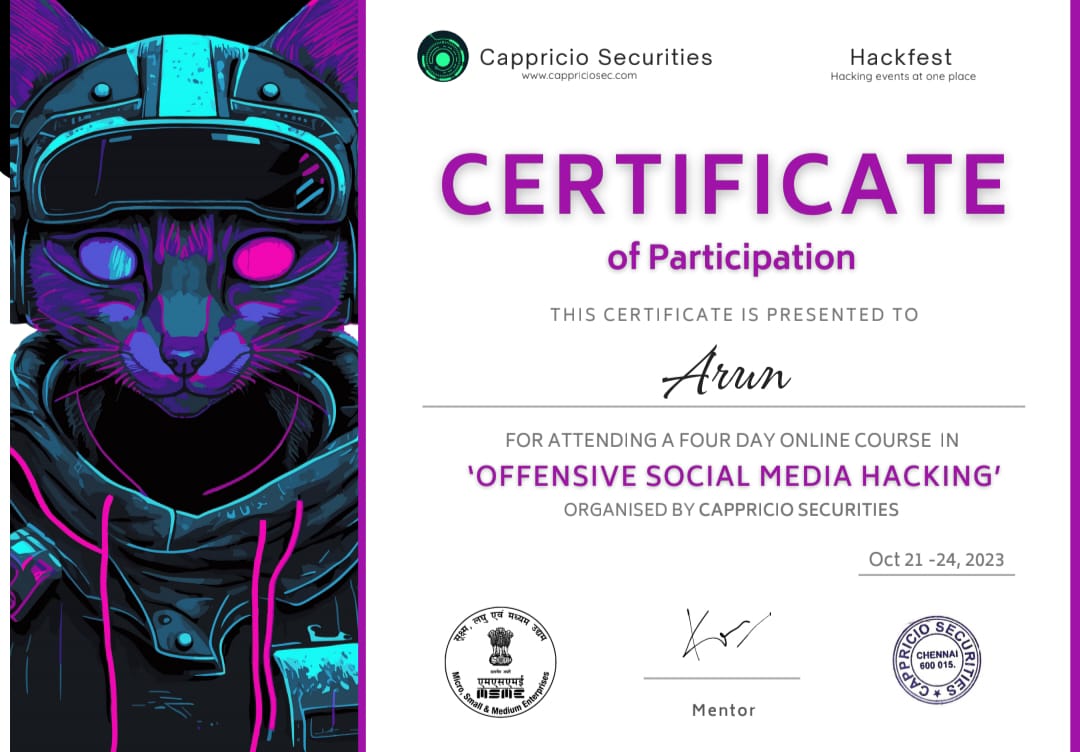 Cappricio Securities
www.cappriciosec.com
Hackfest
Hacking events at one place
CERTIFICATE
of Participation
THIS CERTIFICATE IS PRESENTED TO
Arun
FOR ATTENDING A FOUR DAY ONLINE COURSE IN
‘OFFENSIVE SOCIAL MEDIA HACKING’
ORGANISED BY CAPPRICIO SECURITIES
Oct 21 -24, 2023
सूक्ष्म, लघु एवं मध्यम उद्यम
एमएसएमई
MSME
Micro, Small & Medium Enterprises
Mentor
CAPPRICIO SECURITIES
CHENNAI
600 015.